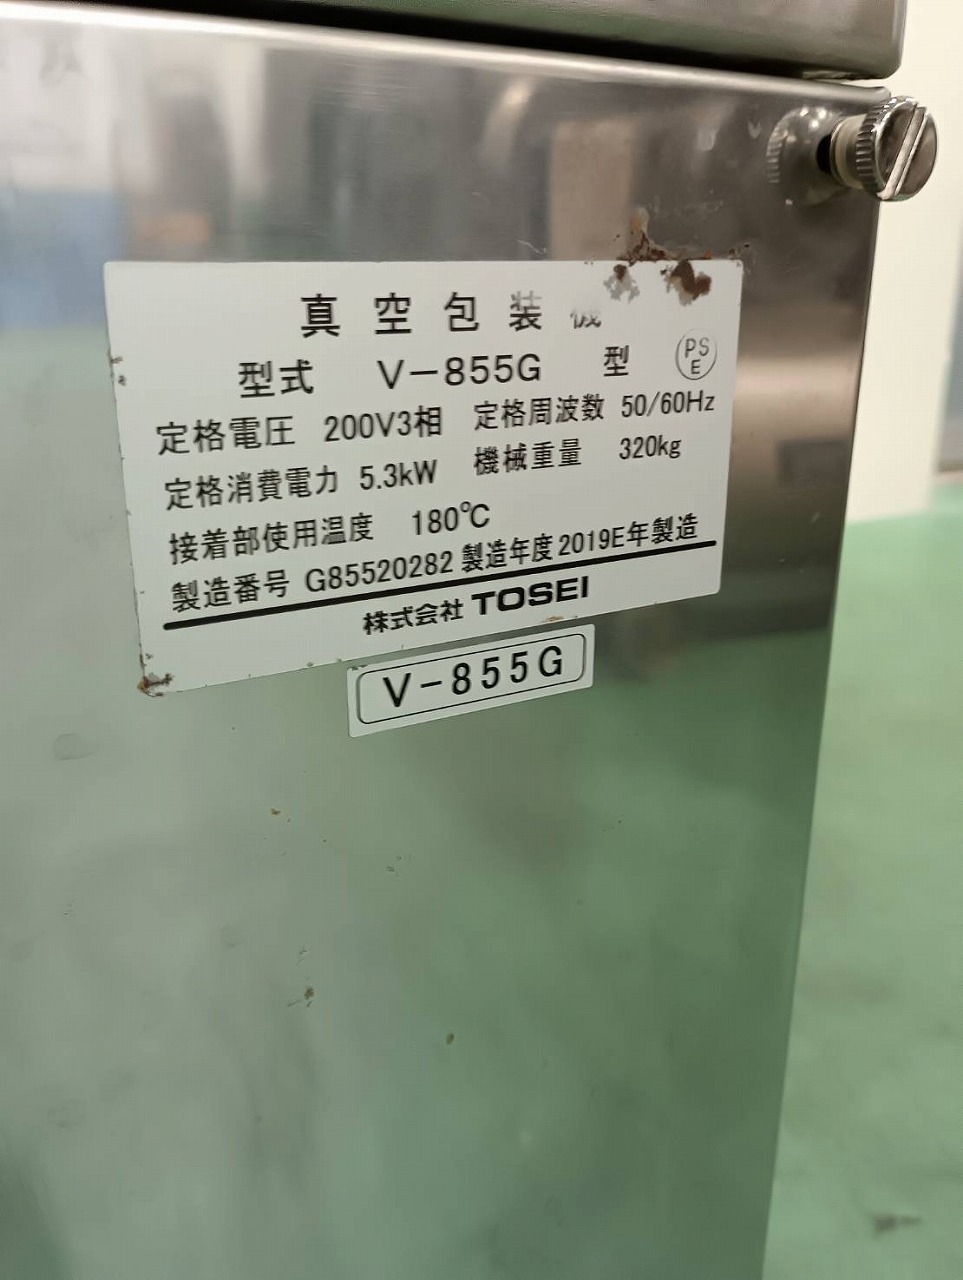 真空包装機
型式 V-855G 型 PSE
定格電圧 200V3相 定格周波数 50/60Hz
定格消費電力 5.3kW 機械重量 320kg
接着部使用温度 180℃
製造番号 G85520282 製造年度 2019E年製造
株式会社 TOSEI
V-855G